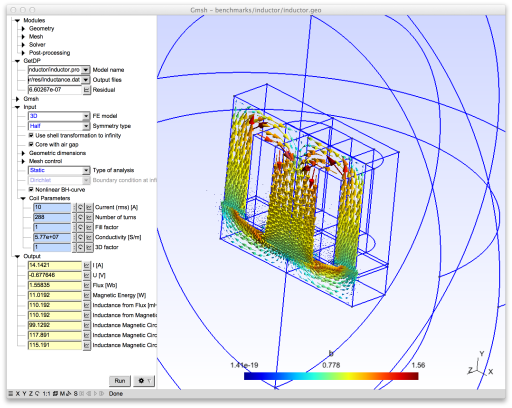 Gmsh - benchmarks/inductor/inductor.geo
Modules
Geometry
Mesh
Solver
Post-processing
GetDP
nductor/inductor.pro Model name
r/res/inductance.dat Output files
6.60267e-07 Residual
Gmsh
Input
3D FE model
Half Symmetry type
Use shell transformation to infinity
Core with air gap
Geometric dimensions
Mesh control
Static Type of analysis
Dirichlet Boundary condition at infi
Nonlinear BH-curve
Coil Parameters
10 Current (rms) [A]
288 Number of turns
1 Fill factor
5.77e+07 Conductivity [S/m]
1 3D factor
Output
14.1421 I [A]
-0.677646 U [V]
1.55835 Flux [Wb]
11.0192 Magnetic Energy [W]
110.192 Inductance from Flux [mH
110.192 Inductance from Magnetic
99.1292 Inductance Magnetic Circ
117.891 Inductance Magnetic Circ
115.191 Inductance Magnetic Circ
Run
b
1.41e-19 0.778 1.56
Y
Z X
X Y Z 1:1 S Done